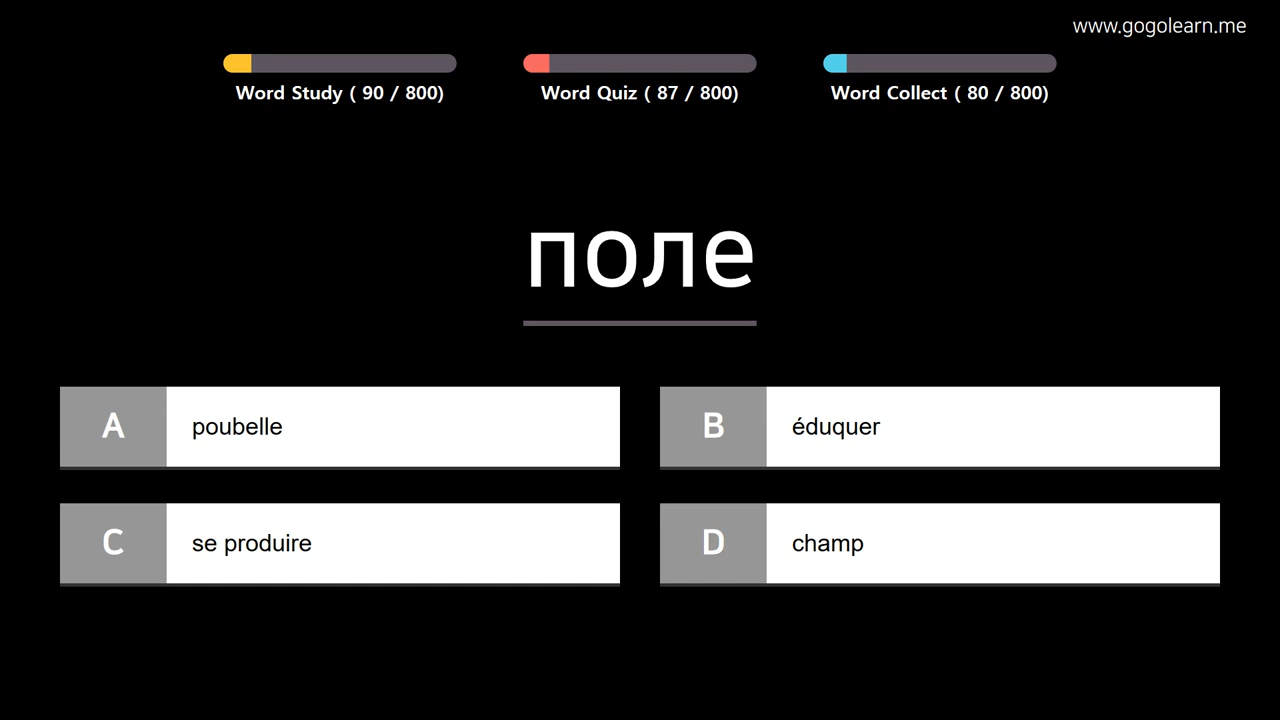 www.gogolearn.me
Word Study ( 90 / 800)
Word Quiz ( 87 / 800)
Word Collect ( 80 / 800)
поле
A
poubelle
B
éduquer
C
se produire
D
champ